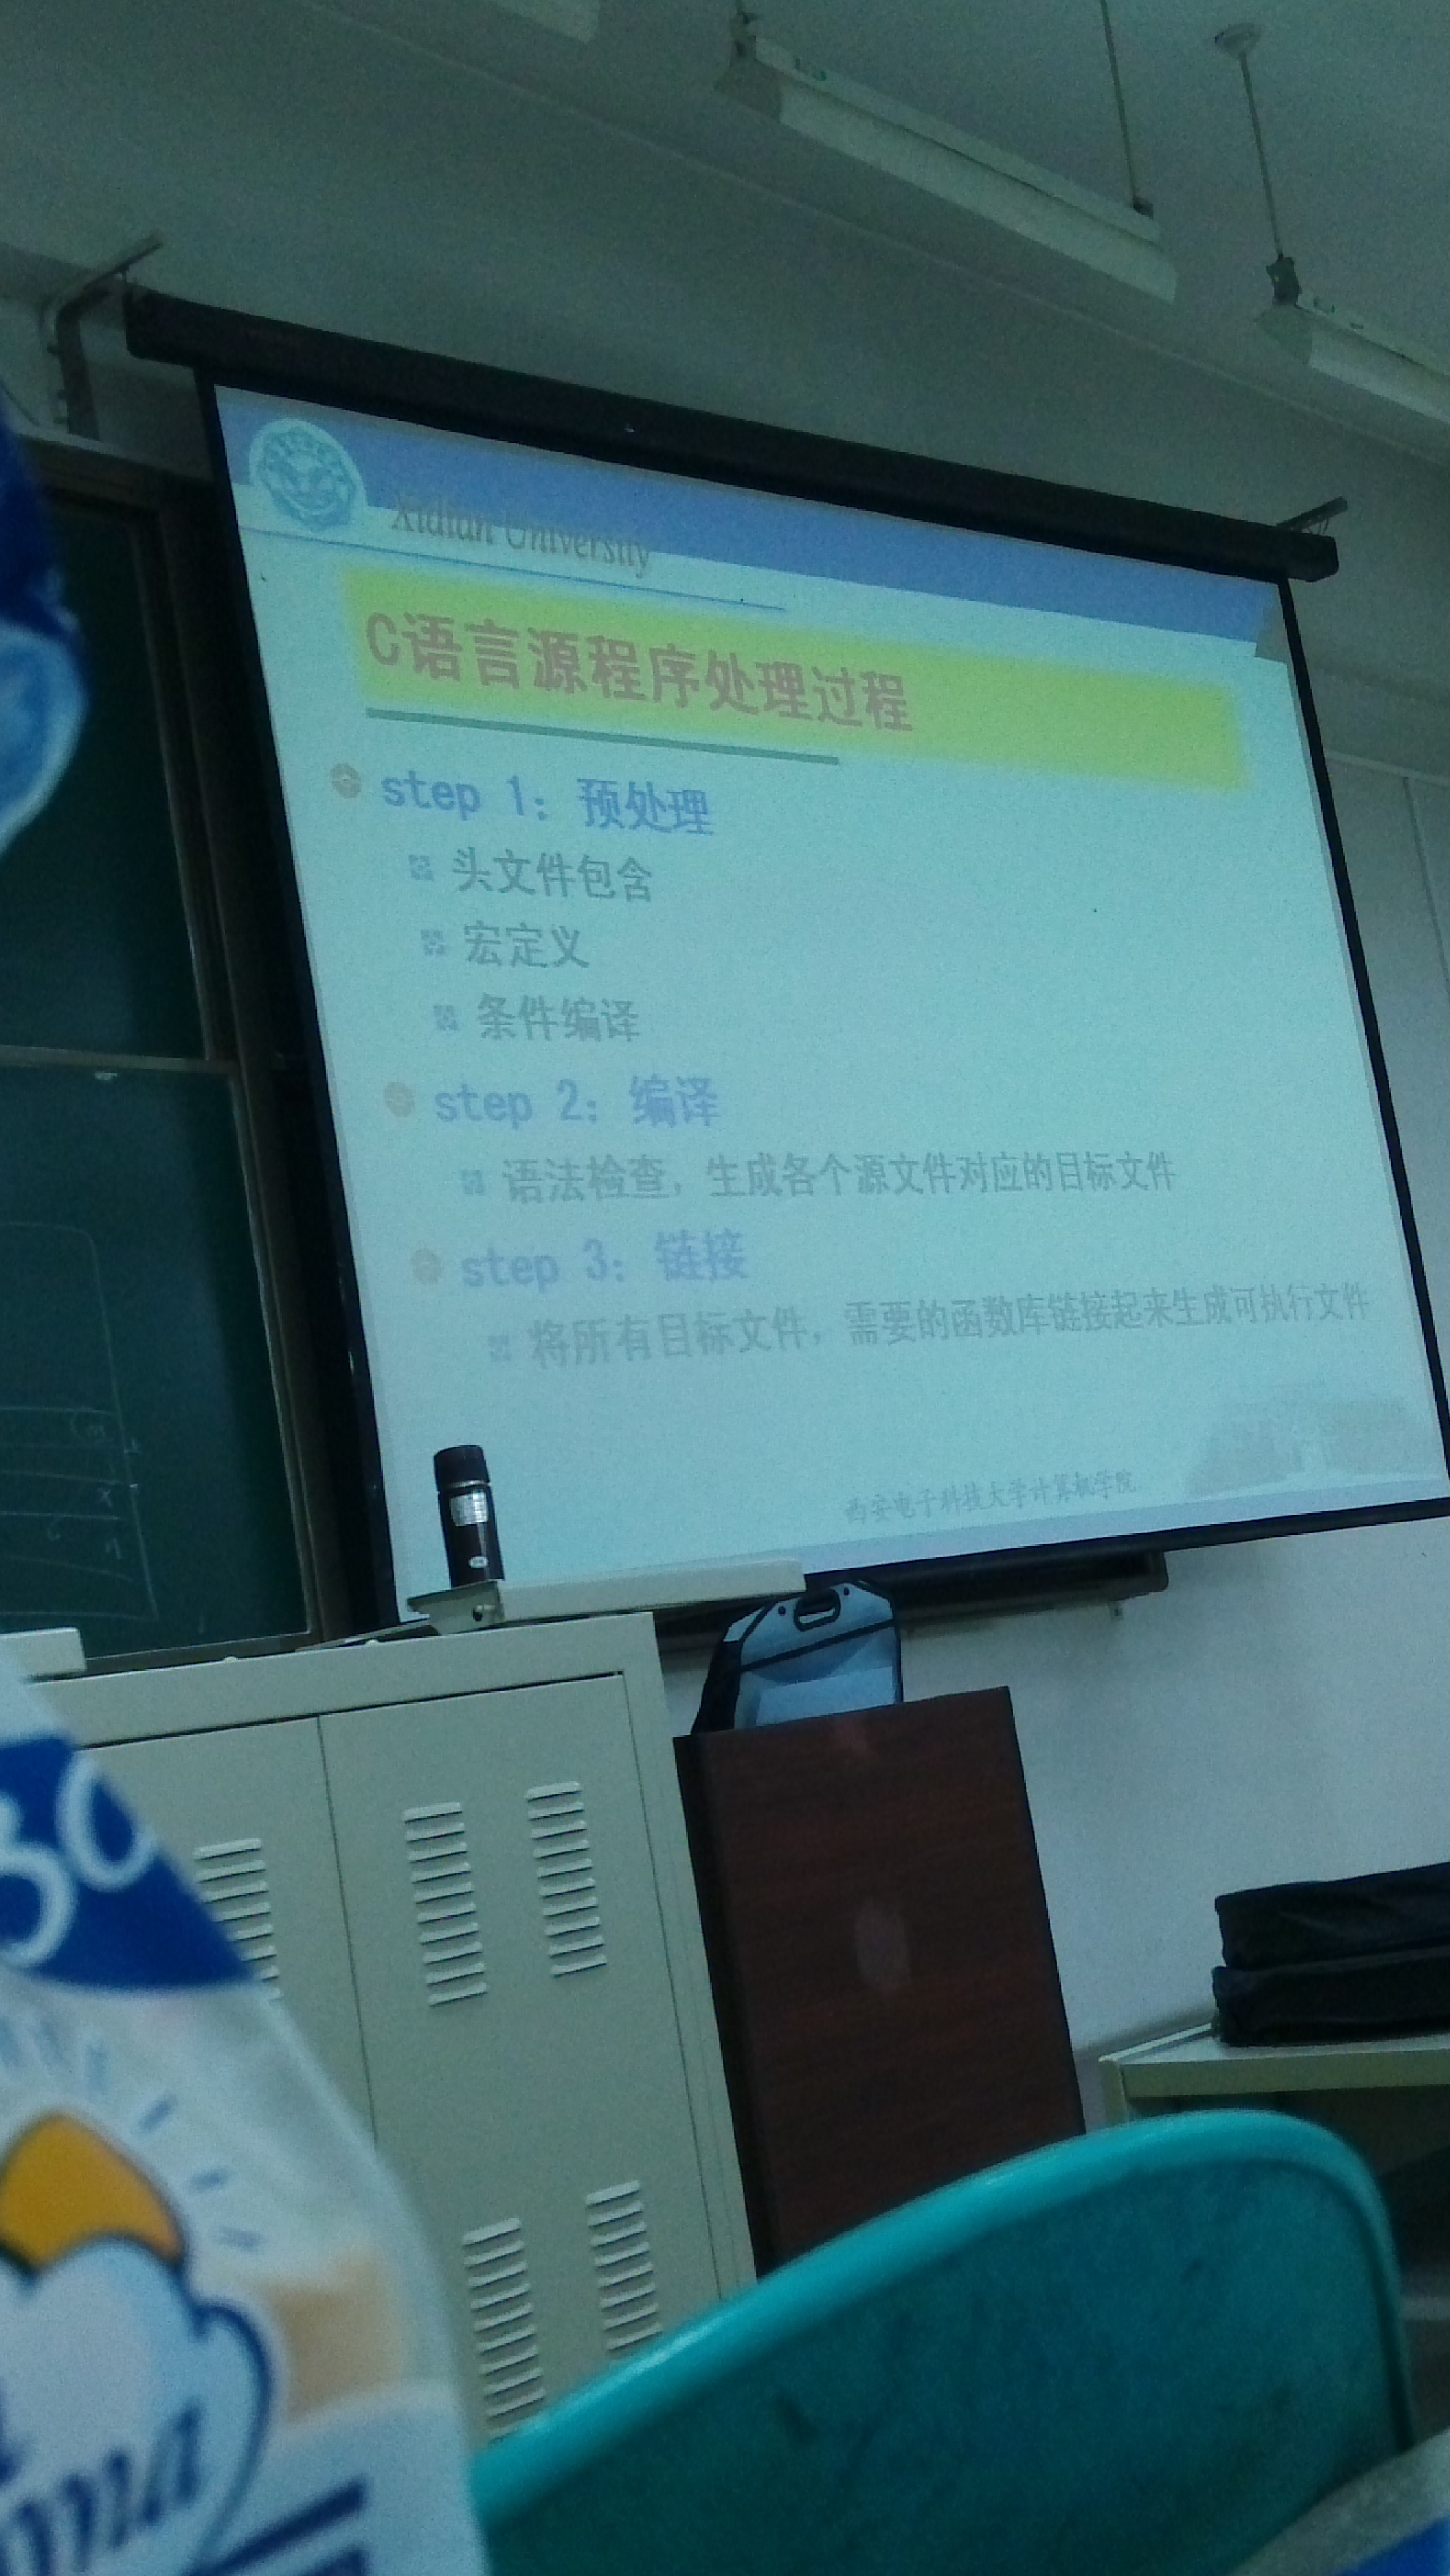 Xidian University
C语言源程序处理过程
step 1: 预处理
头文件包含
宏定义
条件编译
step 2: 编译
语法检查，生成各个源文件对应的目标文件
step 3: 链接
将所有目标文件，需要的函数库链接起来生成可执行文件
西安电子科技大学计算机学院
30